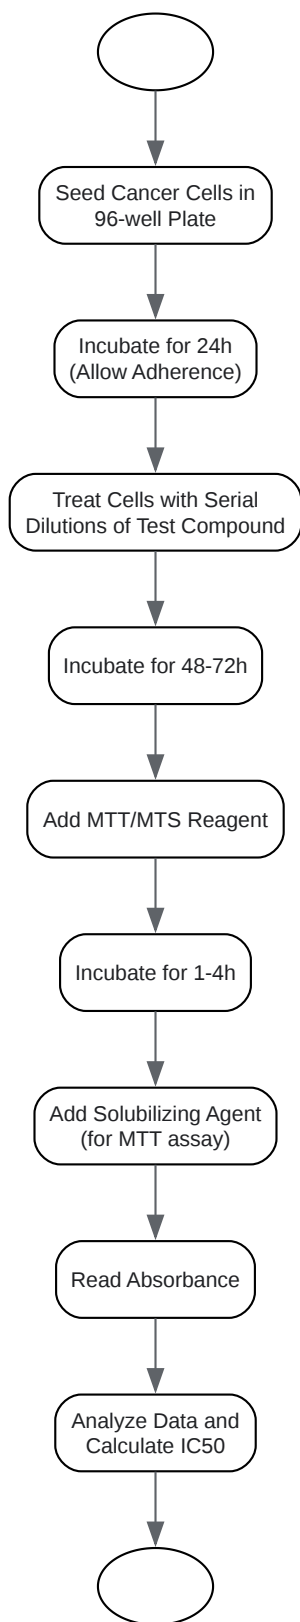 Seed Cancer Cells in
96-well Plate
Incubate for 24h
(Allow Adherence)
Treat Cells with Serial
Dilutions of Test Compound
Incubate for 48-72h
Add MTT/MTS Reagent
Incubate for 1-4h
Add Solubilizing Agent
(for MTT assay)
Read Absorbance
Analyze Data and
Calculate IC50